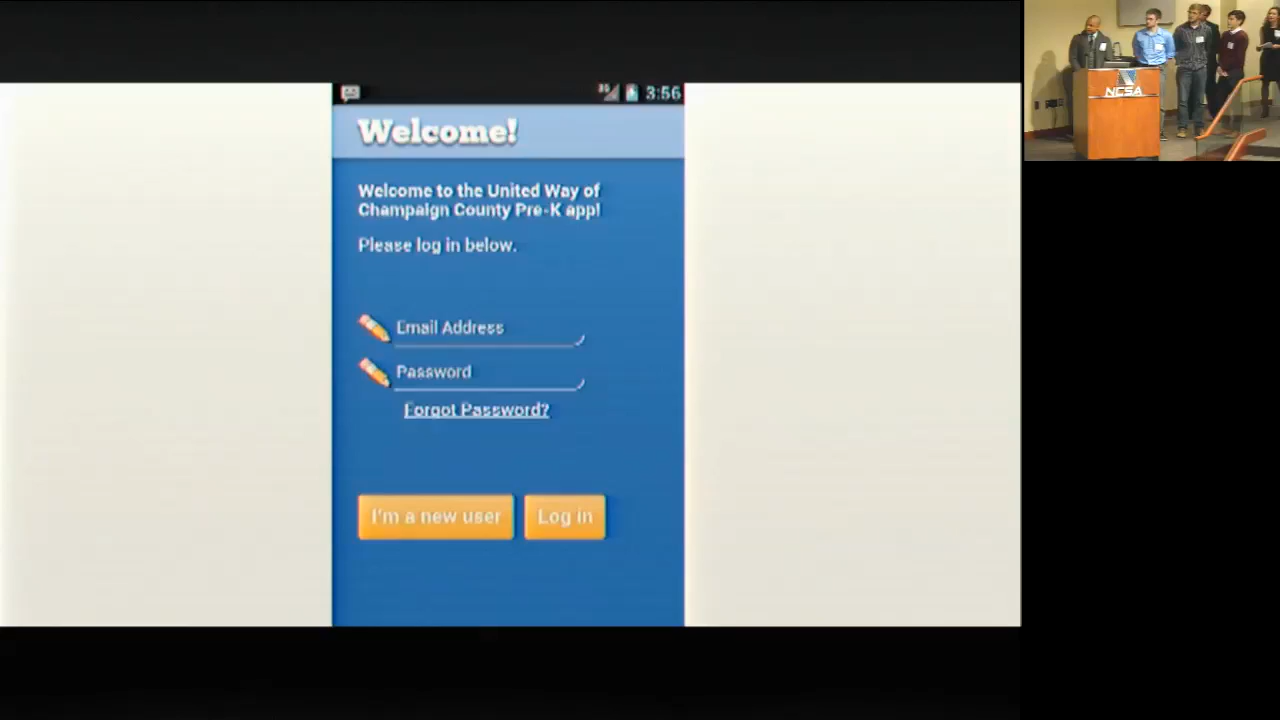 3:56
Welcome!
Welcome to the United Way of
Champaign County Pre-K app!
Please log in below.
Email Address
Password
Forgot Password?
I'm a new user
Log in
NCSA